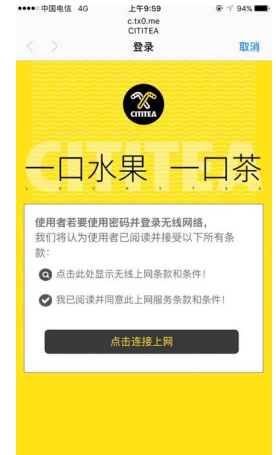 中国电信 4G 上午9:59 94%
c.tx0.me
CITITEA
登录 取消
CITITEA
CITITEA
一口水果 一口茶
使用者若要使用密码并登录无线网络，
我们将认为使用者已阅读并接受以下所有条
款：
点击此处显示无线上网条款和条件！
我已阅读并同意此上网服务条款和条件！
点击连接上网